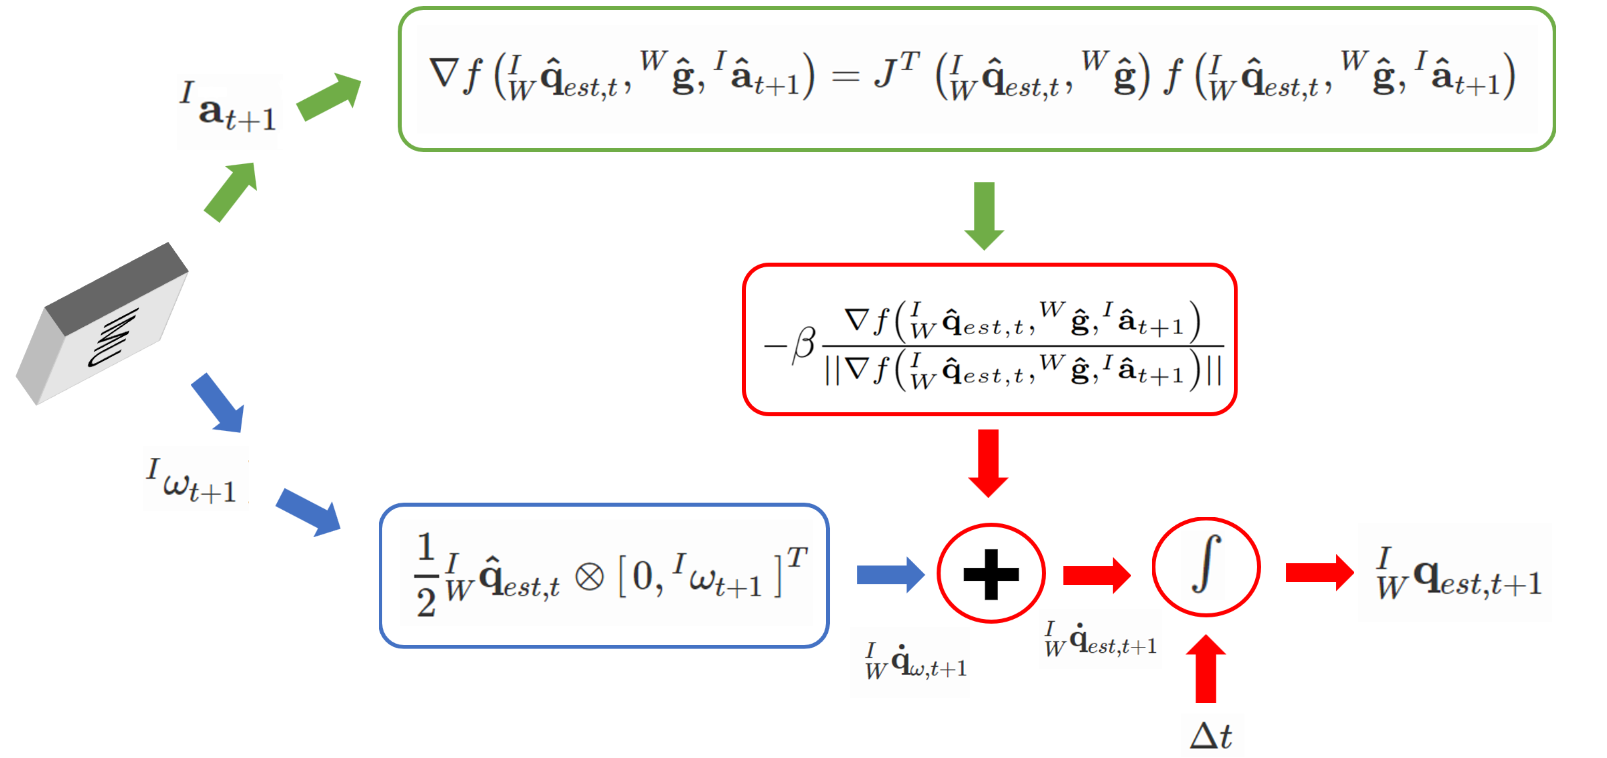 $^{I}\mathbf{a}_{t+1}$
$\nabla f\left({}^{I}_{W}\hat{\mathbf{q}}_{est,t}, {}^{W}\hat{\mathbf{g}}, {}^{I}\hat{\mathbf{a}}_{t+1}\right) = J^{T}\left({}^{I}_{W}\hat{\mathbf{q}}_{est,t}, {}^{W}\hat{\mathbf{g}}\right) f\left({}^{I}_{W}\hat{\mathbf{q}}_{est,t}, {}^{W}\hat{\mathbf{g}}, {}^{I}\hat{\mathbf{a}}_{t+1}\right)$
IMU
$-\beta \frac{\nabla f\left({}^{I}_{W}\hat{\mathbf{q}}_{est,t}, {}^{W}\hat{\mathbf{g}}, {}^{I}\hat{\mathbf{a}}_{t+1}\right)}{||\nabla f\left({}^{I}_{W}\hat{\mathbf{q}}_{est,t}, {}^{W}\hat{\mathbf{g}}, {}^{I}\hat{\mathbf{a}}_{t+1}\right)||}$
$^{I}\omega_{t+1}$
$\frac{1}{2} {}^{I}_{W}\hat{\mathbf{q}}_{est,t} \otimes [0, {}^{I}\omega_{t+1}]^{T}$
$+$
$\int$
${}^{I}_{W}\mathbf{q}_{est,t+1}$
${}^{I}_{W}\dot{\mathbf{q}}_{\omega,t+1}$
${}^{I}_{W}\dot{\mathbf{q}}_{est,t+1}$
$\Delta t$